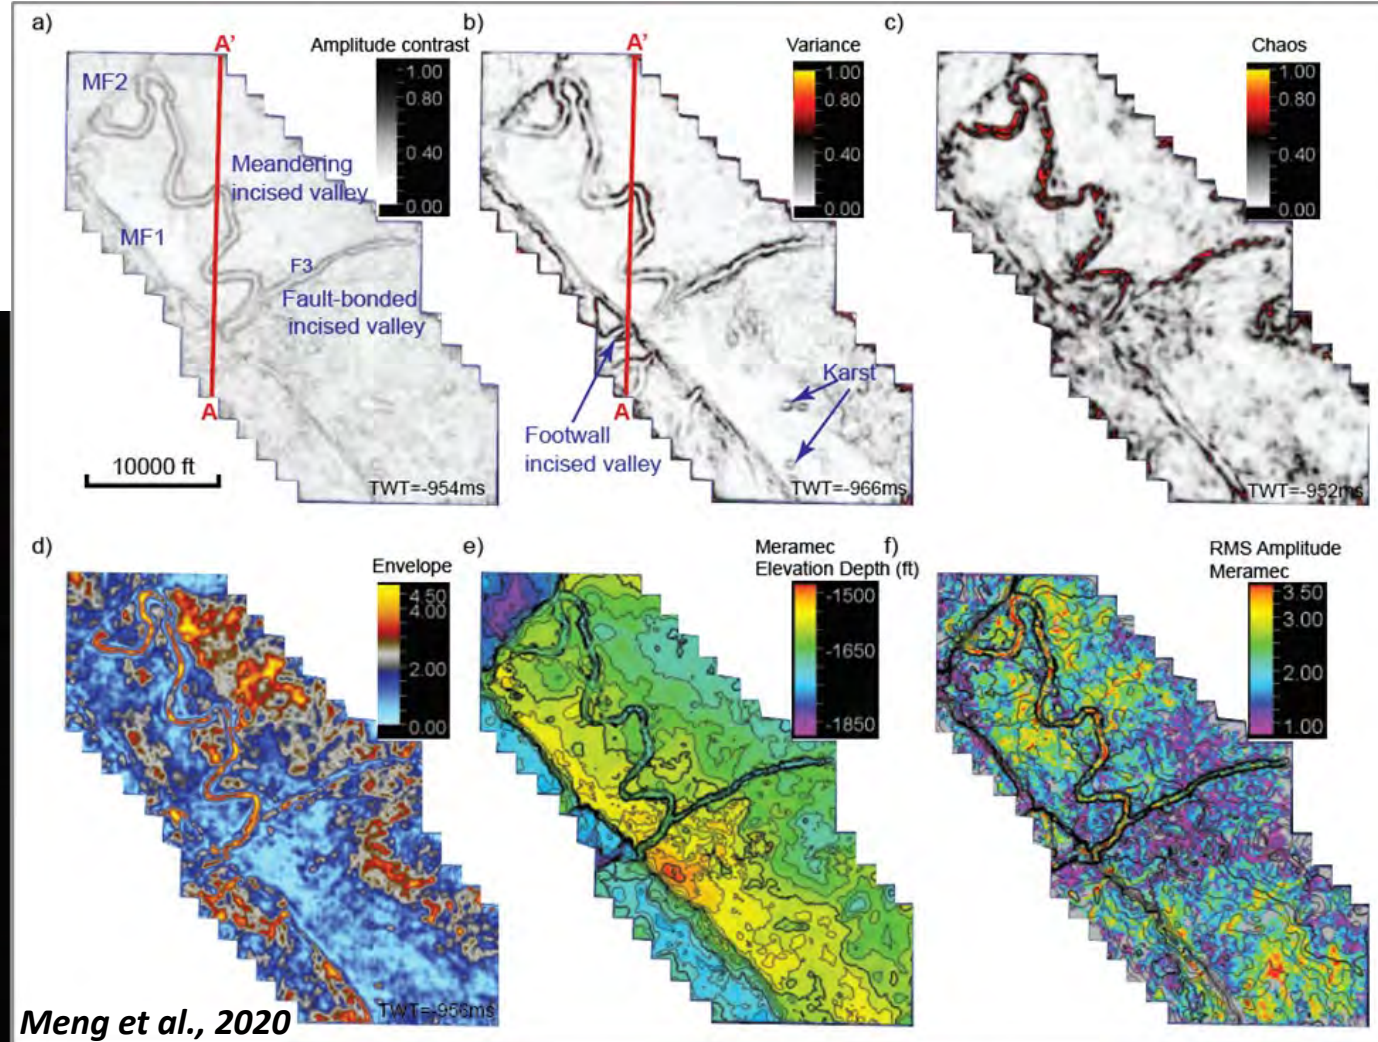 a)
A'
Amplitude contrast
1.00
0.80
0.40
0.00
MF2
Meandering
incised valley
MF1
F3
Fault-bonded
incised valley
A
10000 ft
TWT=-954ms
b)
A'
Variance
1.00
0.80
0.40
0.00
Karst
A
Footwall
incised valley
TWT=-966ms
c)
Chaos
1.00
0.80
0.40
0.00
TWT=-952ms
d)
Envelope
4.50
4.00
2.00
0.00
TWT=-956ms
e)
Meramec
Elevation Depth (ft)
-1500
-1650
-1850
f)
RMS Amplitude
Meramec
3.50
3.00
2.00
1.00
Meng et al., 2020